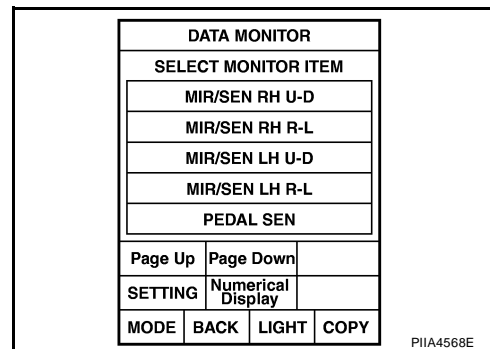 DATA MONITOR
SELECT MONITOR ITEM
MIR/SEN RH U-D
MIR/SEN RH R-L
MIR/SEN LH U-D
MIR/SEN LH R-L
PEDAL SEN
Page Up Page Down
SETTING Numerical
Display
MODE BACK LIGHT COPY
PIIA4568E